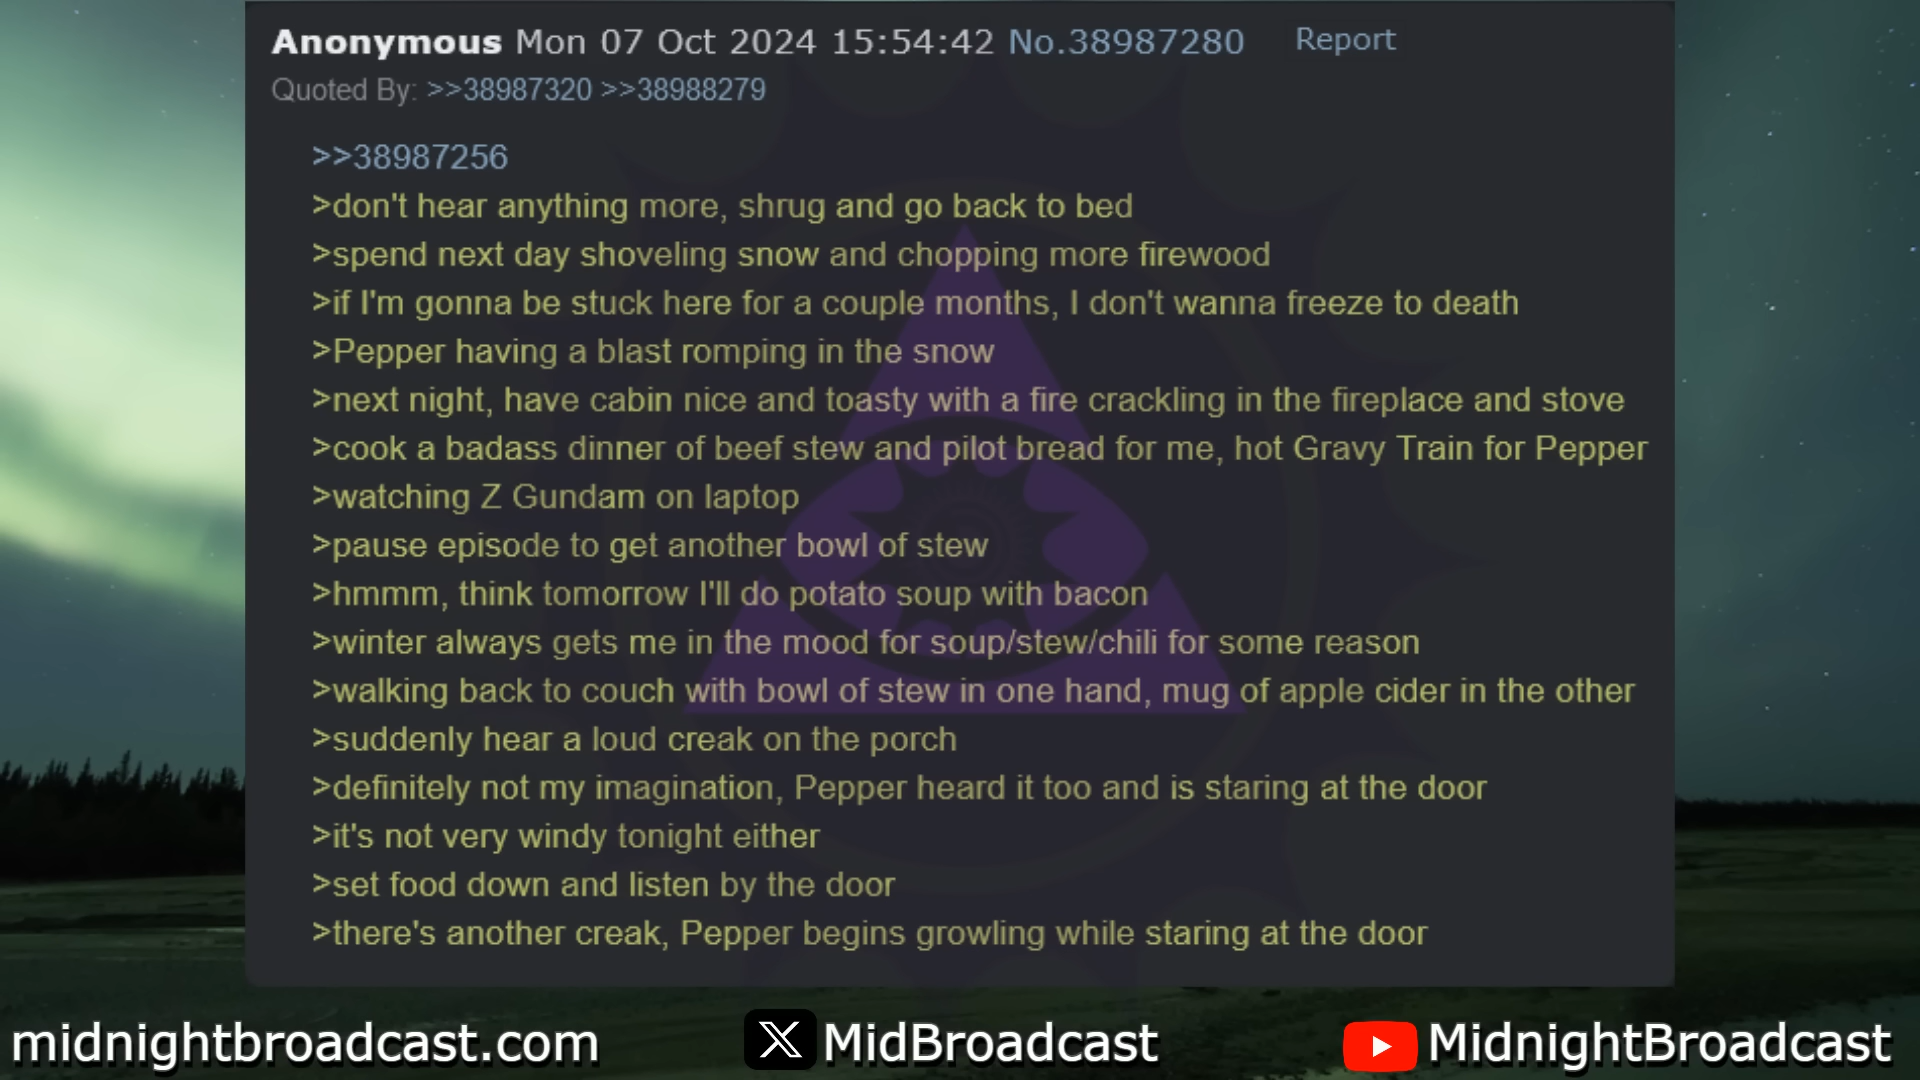 Anonymous Mon 07 Oct 2024 15:54:42 No.38987280 Report
Quoted By: >>38987320 >>38988279
>>38987256
>don't hear anything more, shrug and go back to bed
>spend next day shoveling snow and chopping more firewood
>if I'm gonna be stuck here for a couple months, I don't wanna freeze to death
>Pepper having a blast romping in the snow
>next night, have cabin nice and toasty with a fire crackling in the fireplace and stove
>cook a badass dinner of beef stew and pilot bread for me, hot Gravy Train for Pepper
>watching Z Gundam on laptop
>pause episode to get another bowl of stew
>hmmm, think tomorrow I'll do potato soup with bacon
>winter always gets me in the mood for soup/stew/chili for some reason
>walking back to couch with bowl of stew in one hand, mug of apple cider in the other
>suddenly hear a loud creak on the porch
>definitely not my imagination, Pepper heard it too and is staring at the door
>it's not very windy tonight either
>set food down and listen by the door
>there's another creak, Pepper begins growling while staring at the door
midnightbroadcast.com X MidBroadcast MidnightBroadcast